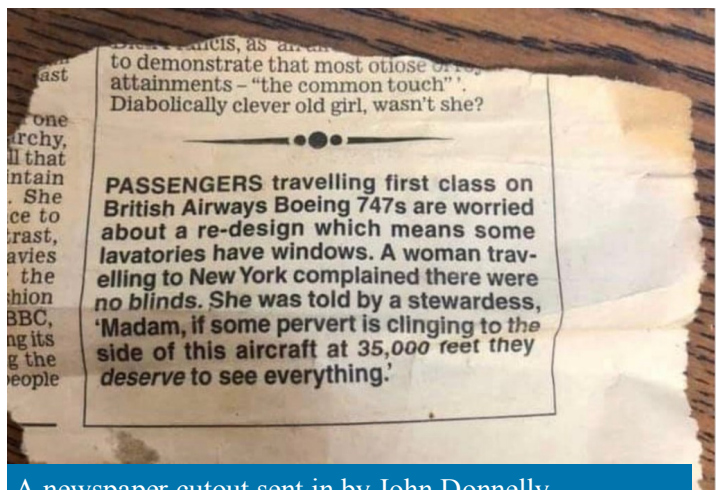 ast
one
rchy,
ll that
intain
. She
ce to
trast,
avies
the
shion
BBC,
ng its
g the
people
as
to demonstrate that most otiose
attainments – "the common touch" '.
Diabolically clever old girl, wasn't she?
PASSENGERS travelling first class on
British Airways Boeing 747s are worried
about a re-design which means some
lavatories have windows. A woman trav-
elling to New York complained there were
no blinds. She was told by a stewardess,
'Madam, if some pervert is clinging to the
side of this aircraft at 35,000 feet they
deserve to see everything.'
A newspaper cutout sent in by John Donnelly